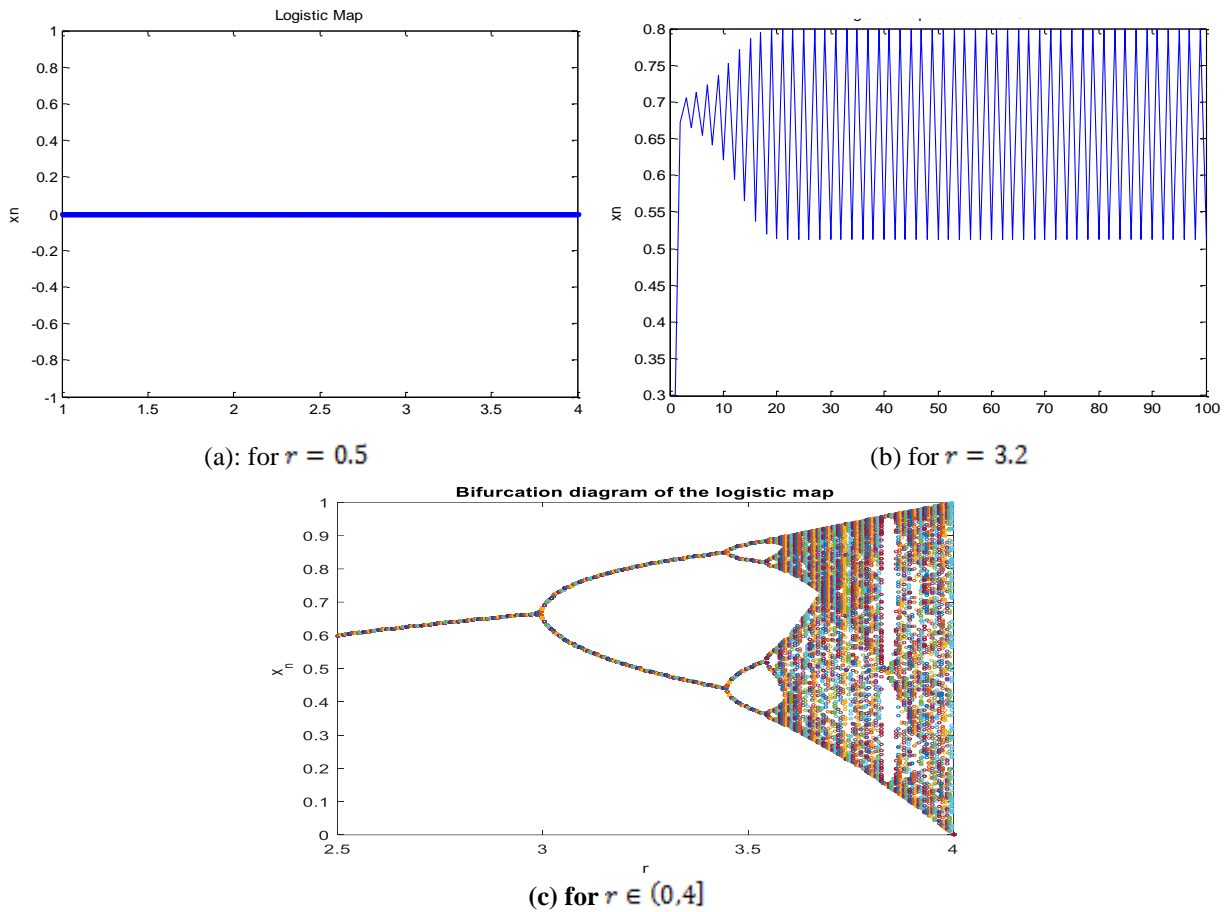 Logistic Map
1
0.8
0.6
0.4
0.2
0
-0.2
-0.4
-0.6
-0.8
-1
xn
1 1.5 2 2.5 3 3.5 4
(a): for r = 0.5
0.8
0.75
0.7
0.65
0.6
0.55
0.5
0.45
0.4
0.35
0.3
xn
0 10 20 30 40 50 60 70 80 90 100
(b) for r = 3.2
Bifurcation diagram of the logistic map
1
0.9
0.8
0.7
0.6
0.5
0.4
0.3
0.2
0.1
0
X_n
2.5 3 3.5 4
r
(c) for r ∈ (0,4]